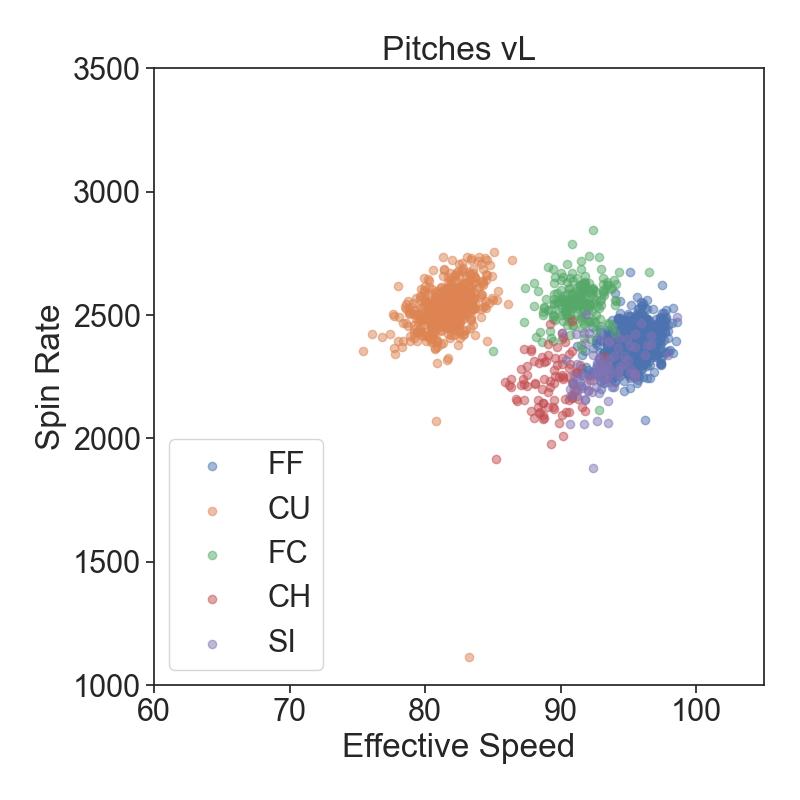 Pitches vL
3500
3000
2500
2000
1500
1000
Spin Rate
FF
CU
FC
CH
SI
60 70 80 90 100
Effective Speed